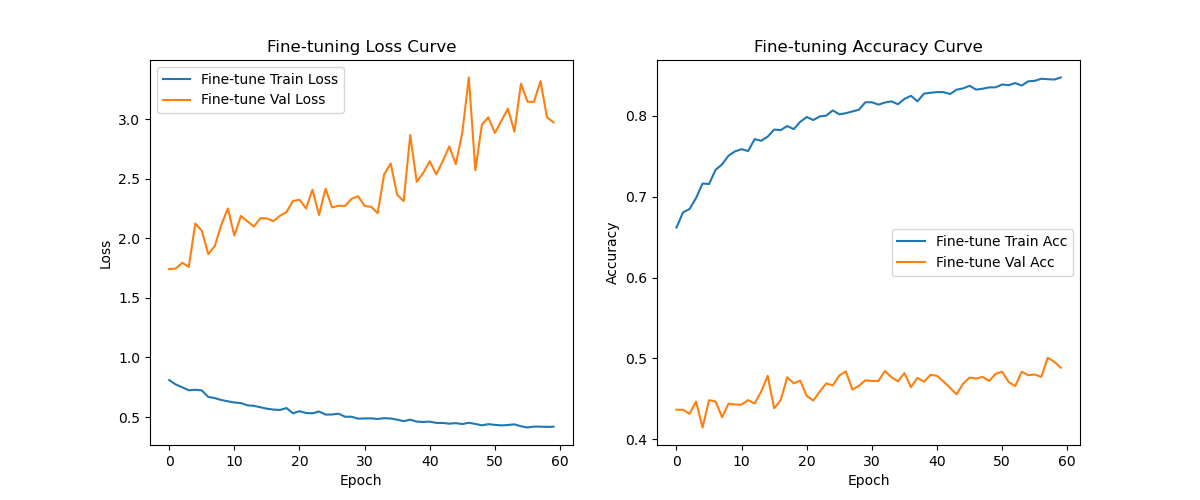 Fine-tuning Loss Curve
Fine-tune Train Loss
Fine-tune Val Loss
Loss
3.0
2.5
2.0
1.5
1.0
0.5
0 10 20 30 40 50 60
Epoch
Fine-tuning Accuracy Curve
Accuracy
0.8
0.7
0.6
0.5
0.4
Fine-tune Train Acc
Fine-tune Val Acc
0 10 20 30 40 50 60
Epoch